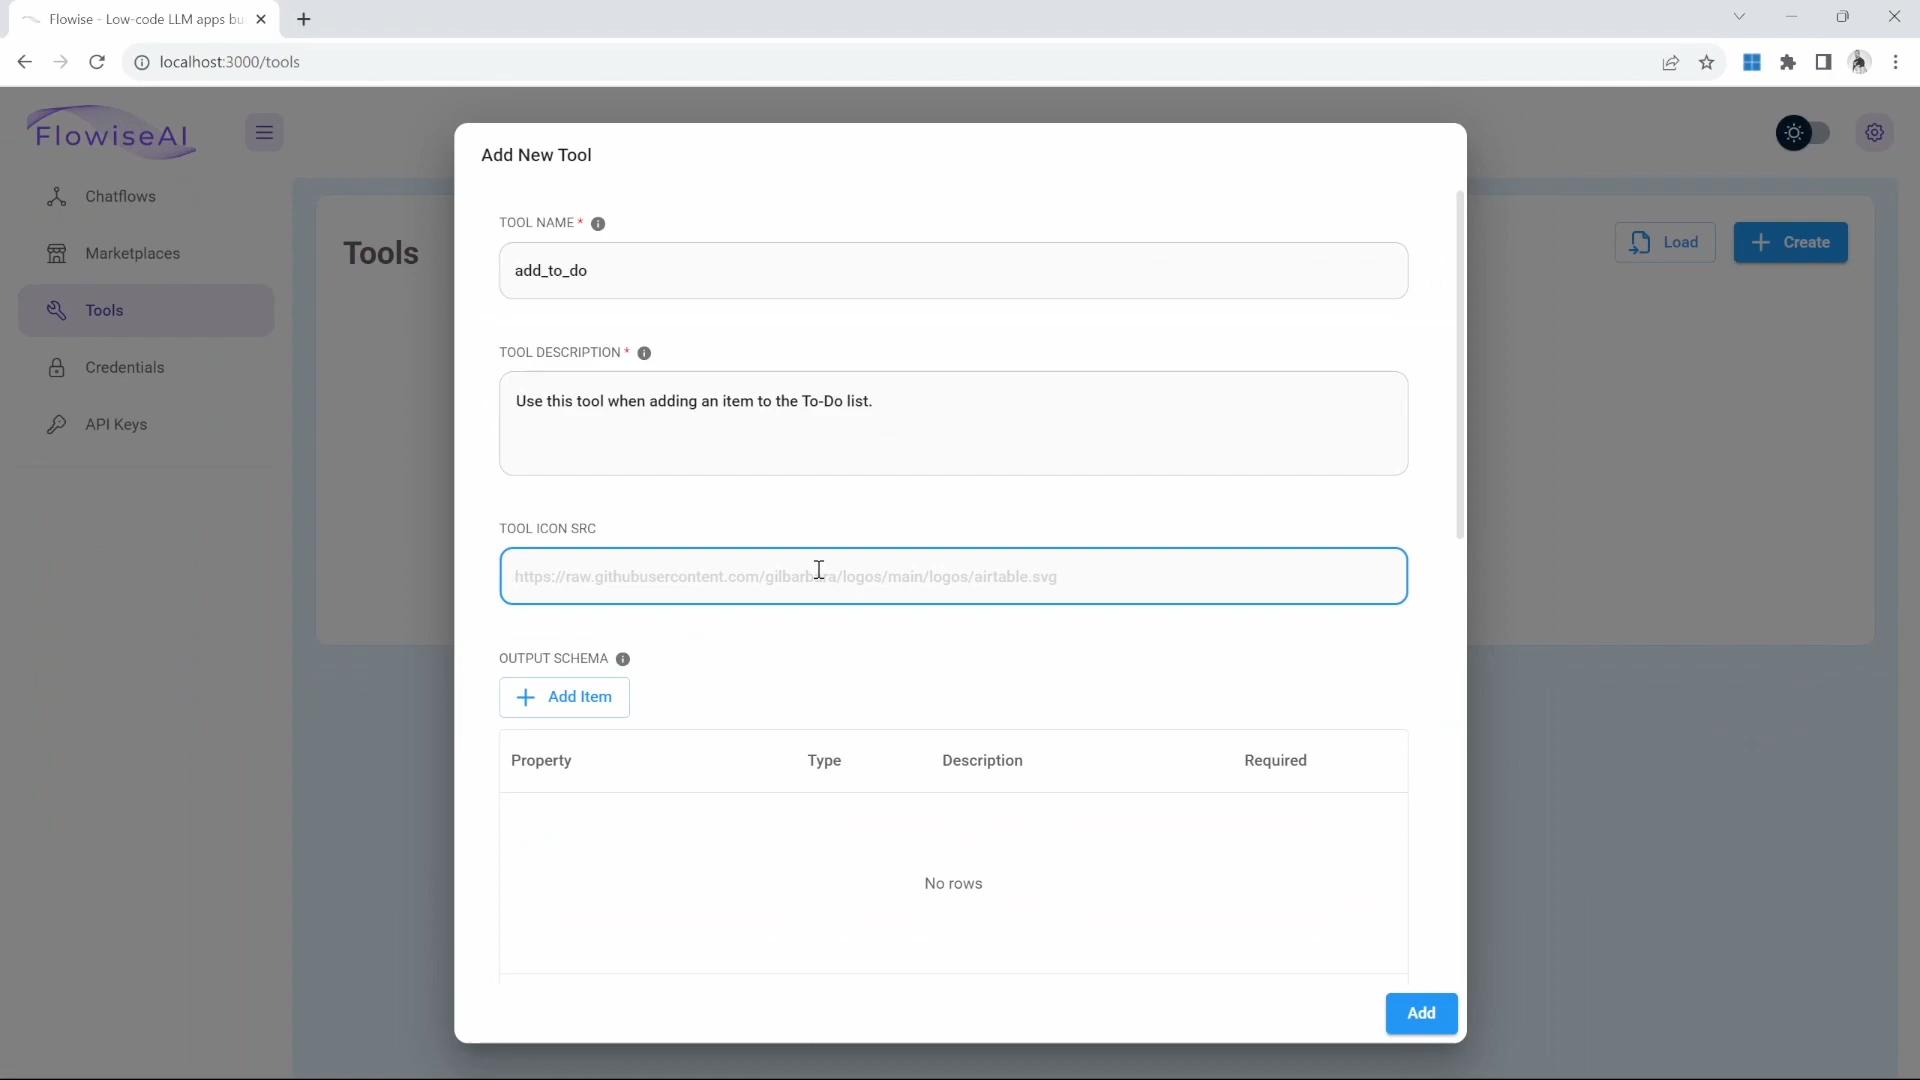 Flowise - Low-code LLM apps bu
localhost:3000/tools
FlowiseAI
Chatflows
Marketplaces
Tools
Credentials
API Keys
Tools
Load
Create
Add New Tool
TOOL NAME *
add_to_do
TOOL DESCRIPTION *
Use this tool when adding an item to the To-Do list.
TOOL ICON SRC
https://raw.githubusercontent.com/gilbarbara/logos/main/logos/airtable.svg
OUTPUT SCHEMA
Add Item
Property Type Description Required
No rows
Add